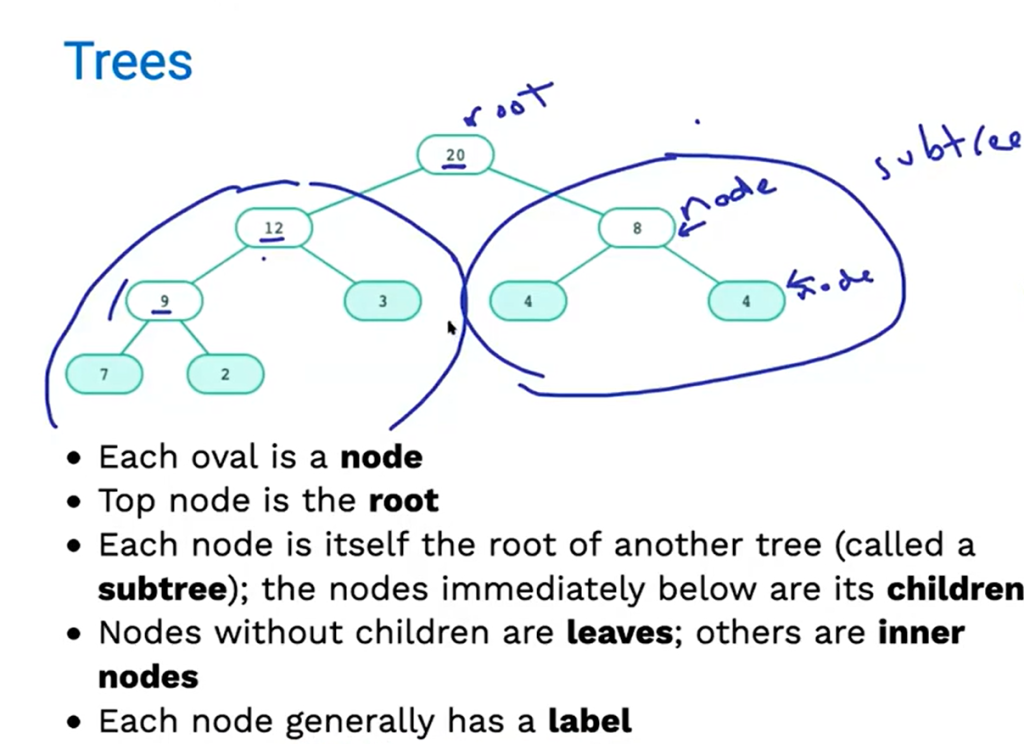 Trees
root
20
subtree
12
8
node
9
3
4
4
node
7
2
• Each oval is a node
• Top node is the root
• Each node is itself the root of another tree (called a
subtree); the nodes immediately below are its children
• Nodes without children are leaves; others are inner
nodes
• Each node generally has a label